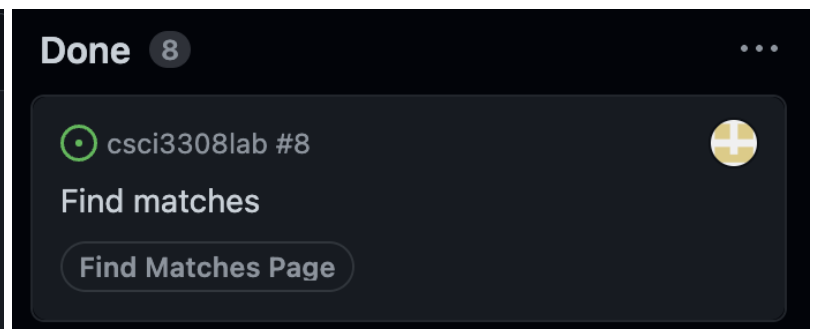 Done 8
csci3308lab #8
Find matches
Find Matches Page